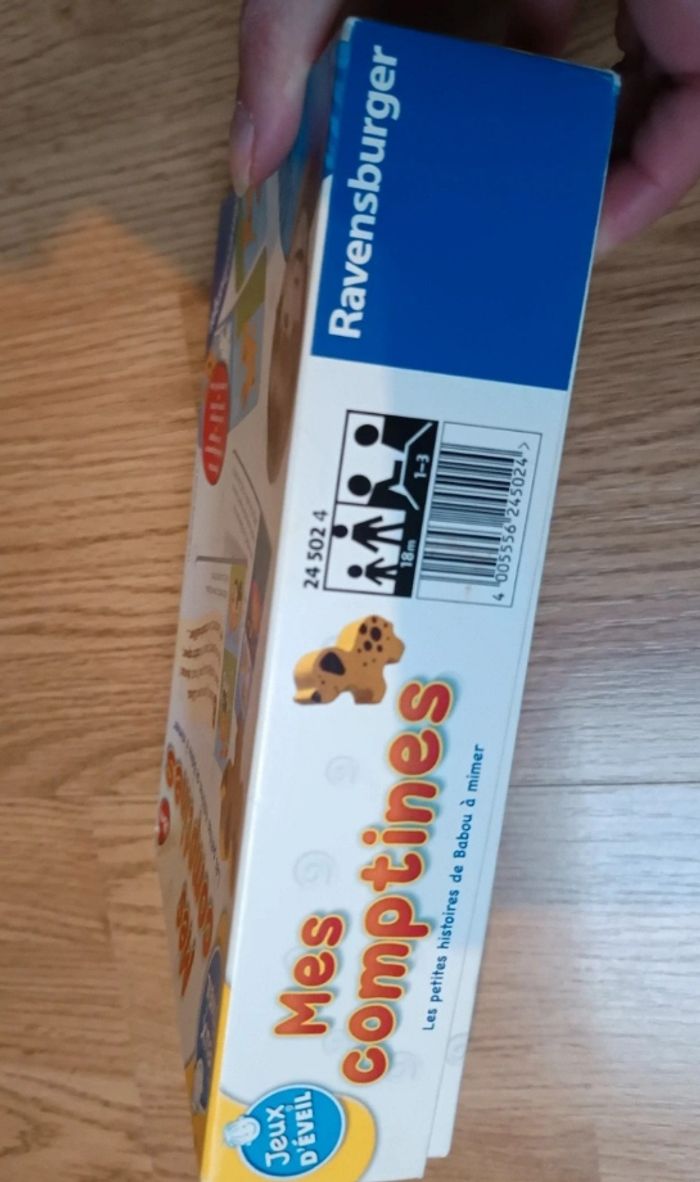 Jeux
D'ÉVEIL
Mes
comptines
Les petites histoires de Babou à mimer
24 502 4
18m
1-3
4 005556 245024 >
Ravensburger